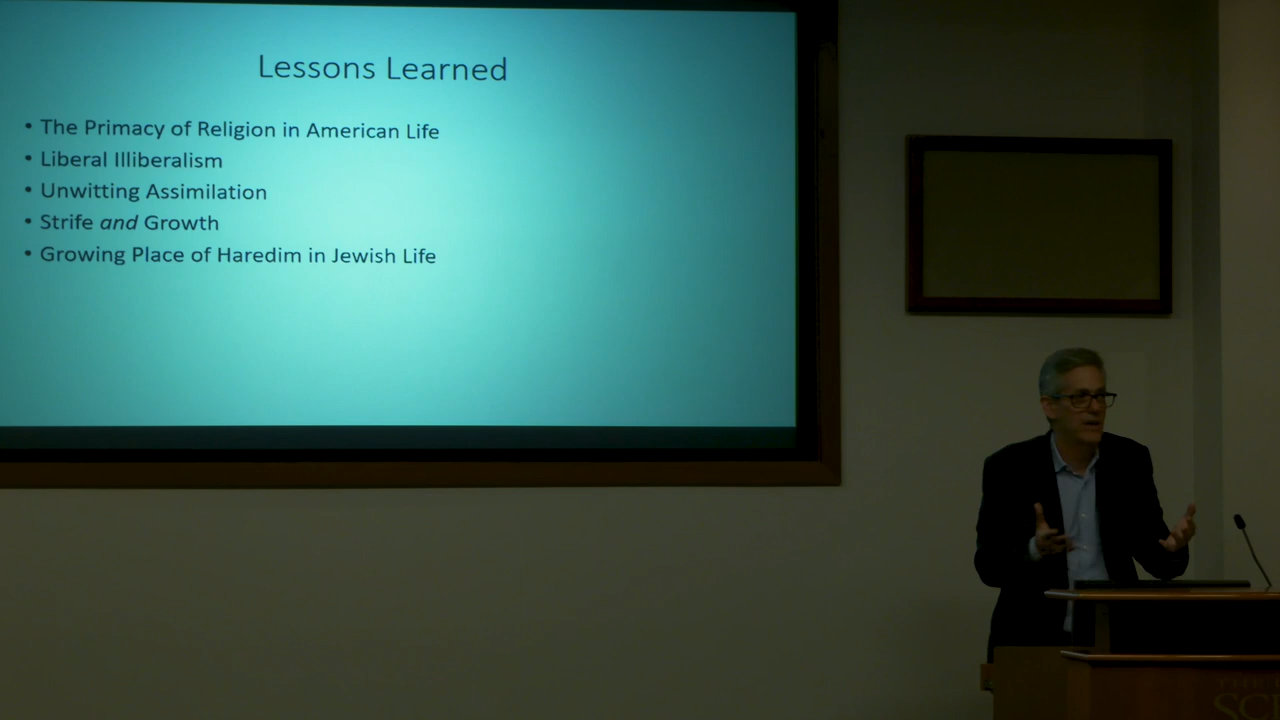 Lessons Learned
• The Primacy of Religion in American Life
• Liberal Illiberalism
• Unwitting Assimilation
• Strife and Growth
• Growing Place of Haredim in Jewish Life
THE